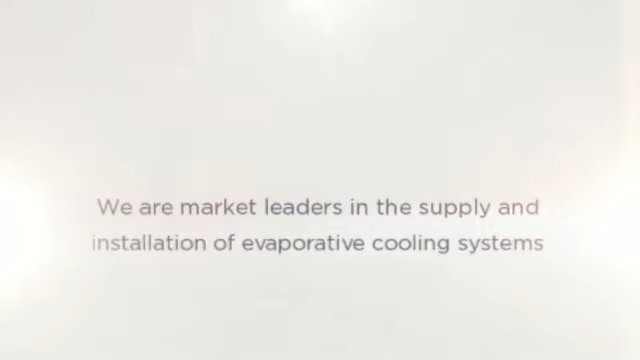 We are market leaders in the supply and
installation of evaporative cooling systems